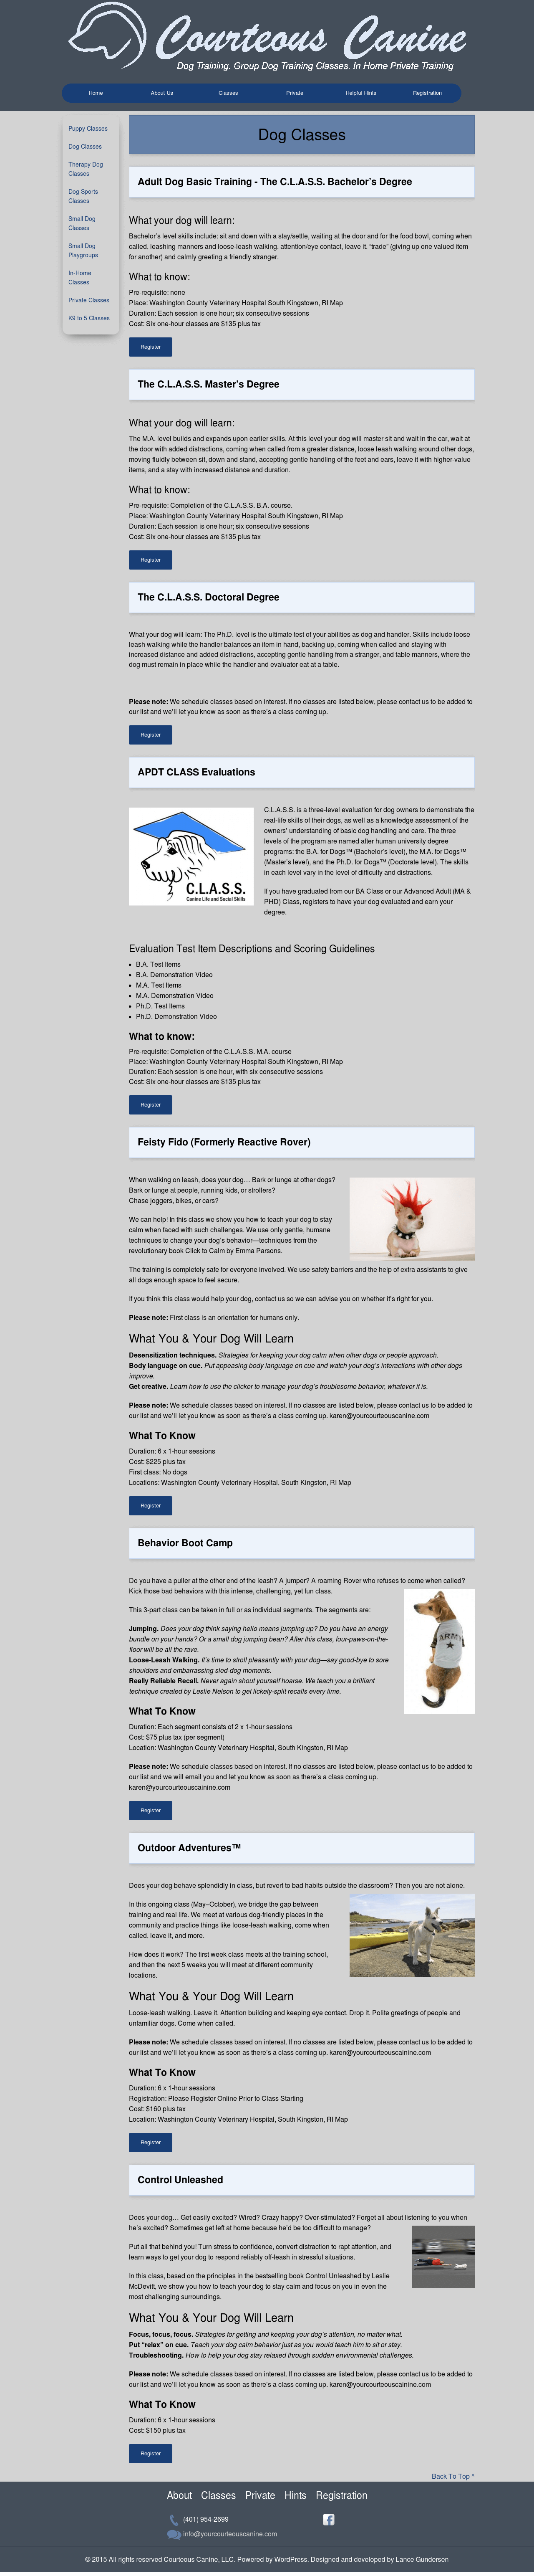 Courteous Canine
Dog Training. Group Dog Training Classes. In Home Private Training
Home
About Us
Classes
Private
Helpful Hints
Registration
Puppy Classes
Dog Classes
Therapy Dog
Classes
Dog Sports
Classes
Small Dog
Classes
Small Dog
Playgroups
In-Home
Classes
Private Classes
K9 to 5 Classes
Dog Classes
Adult Dog Basic Training - The C.L.A.S.S. Bachelor's Degree
What your dog will learn:
Bachelor's level skills include: sit and down with a stay/settle, waiting at the door and for the food bowl, coming when
called, leashing manners and loose-leash walking, attention/eye contact, leave it, "trade" (giving up one valued item
for another) and calmly greeting a friendly stranger.
What to know:
Pre-requisite: none
Place: Washington County Veterinary Hospital South Kingstown, RI Map
Duration: Each session is one hour; six consecutive sessions
Cost: Six one-hour classes are $135 plus tax
Register
The C.L.A.S.S. Master's Degree
What your dog will learn:
The M.A. level builds and expands upon earlier skills. At this level your dog will master sit and wait in the car, wait at
the door with added distractions, coming when called from a greater distance, loose leash walking around other dogs,
moving fluidly between sit, down and stand, accepting gentle handling of the feet and ears, leave it with higher-value
items, and a stay with increased distance and duration.
What to know:
Pre-requisite: Completion of the C.L.A.S.S. B.A. course.
Place: Washington County Veterinary Hospital South Kingstown, RI Map
Duration: Each session is one hour; six consecutive sessions
Cost: Six one-hour classes are $135 plus tax
Register
The C.L.A.S.S. Doctoral Degree
What your dog will learn: The Ph.D. level is the ultimate test of your abilities as dog and handler. Skills include loose
leash walking while the handler balances an item in hand, backing up, coming when called and staying with
increased distance and added distractions, accepting gentle handling from a stranger, and table manners, where the
dog must remain in place while the handler and evaluator eat at a table.
Please note: We schedule classes based on interest. If no classes are listed below, please contact us to be added to
our list and we'll let you know as soon as there's a class coming up.
Register
APDT CLASS Evaluations
C.L.A.S.S.
Canine Life and Social Skills
C.L.A.S.S. is a three-level evaluation for dog owners to demonstrate the
real-life skills of their dogs, as well as a knowledge assessment of the
owners' understanding of basic dog handling and care. The three
levels of the program are named after human university degree
programs: the B.A. for Dogs™ (Bachelor's level), the M.A. for Dogs™
(Master's level), and the Ph.D. for Dogs™ (Doctorate level). The skills
in each level vary in the level of difficulty and distractions.
If you have graduated from our BA Class or our Advanced Adult (MA &
PHD) Class, registers to have your dog evaluated and earn your
degree.
Evaluation Test Item Descriptions and Scoring Guidelines
• B.A. Test Items
• B.A. Demonstration Video
• M.A. Test Items
• M.A. Demonstration Video
• Ph.D. Test Items
• Ph.D. Demonstration Video
What to know:
Pre-requisite: Completion of the C.L.A.S.S. M.A. course
Place: Washington County Veterinary Hospital South Kingstown, RI Map
Duration: Each session is one hour, with six consecutive sessions
Cost: Six one-hour classes are $135 plus tax
Register
Feisty Fido (Formerly Reactive Rover)
When walking on leash, does your dog… Bark or lunge at other dogs?
Bark or lunge at people, running kids, or strollers?
Chase joggers, bikes, or cars?
We can help! In this class we show you how to teach your dog to stay
calm when faced with such challenges. We use only gentle, humane
techniques to change your dog's behavior—techniques from the
revolutionary book Click to Calm by Emma Parsons.
The training is completely safe for everyone involved. We use safety barriers and the help of extra assistants to give
all dogs enough space to feel secure.
If you think this class would help your dog, contact us so we can advise you on whether it's right for you.
Please note: First class is an orientation for humans only.
What You & Your Dog Will Learn
Desensitization techniques. Strategies for keeping your dog calm when other dogs or people approach.
Body language on cue. Put appeasing body language on cue and watch your dog's interactions with other dogs
improve.
Get creative. Learn how to use the clicker to manage your dog's troublesome behavior, whatever it is.
Please note: We schedule classes based on interest. If no classes are listed below, please contact us to be added to
our list and we'll let you know as soon as there's a class coming up. karen@yourcourteouscanine.com
What To Know
Duration: 6 x 1-hour sessions
Cost: $225 plus tax
First class: No dogs
Locations: Washington County Veterinary Hospital, South Kingston, RI Map
Register
Behavior Boot Camp
Do you have a puller at the other end of the leash? A jumper? A roaming Rover who refuses to come when called?
Kick those bad behaviors with this intense, challenging, yet fun class.
ARMY
This 3-part class can be taken in full or as individual segments. The segments are:
Jumping. Does your dog think saying hello means jumping up? Do you have an energy
bundle on your hands? Or a small dog jumping bean? After this class, four-paws-on-the-
floor will be all the rave.
Loose-Leash Walking. It's time to stroll pleasantly with your dog—say good-bye to sore
shoulders and embarrassing sled-dog moments.
Really Reliable Recall. Never again shout yourself hoarse. We teach you a brilliant
technique created by Leslie Nelson to get lickety-split recalls every time.
What To Know
Duration: Each segment consists of 2 x 1-hour sessions
Cost: $75 plus tax (per segment)
Location: Washington County Veterinary Hospital, South Kingston, RI Map
Please note: We schedule classes based on interest. If no classes are listed below, please contact us to be added to
our list and we will email you and let you know as soon as there's a class coming up.
karen@yourcourteouscainine.com
Register
Outdoor Adventures™
Does your dog behave splendidly in class, but revert to bad habits outside the classroom? Then you are not alone.
In this ongoing class (May–October), we bridge the gap between
training and real life. We meet at various dog-friendly places in the
community and practice things like loose-leash walking, come when
called, leave it, and more.
How does it work? The first week class meets at the training school,
and then the next 5 weeks you will meet at different community
locations.
What You & Your Dog Will Learn
Loose-leash walking. Leave it. Attention building and keeping eye contact. Drop it. Polite greetings of people and
unfamiliar dogs. Come when called.
Please note: We schedule classes based on interest. If no classes are listed below, please contact us to be added to
our list and we'll let you know as soon as there's a class coming up. karen@yourcourteouscanine.com
What To Know
Duration: 6 x 1-hour sessions
Registration: Please Register Online Prior to Class Starting
Cost: $160 plus tax
Location: Washington County Veterinary Hospital, South Kingston, RI Map
Register
Control Unleashed
Does your dog… Get easily excited? Wired? Crazy happy? Over-stimulated? Forget all about listening to you when
he's excited? Sometimes get left at home because he'd be too difficult to manage?
Put all that behind you! Turn stress to confidence, convert distraction to rapt attention, and
learn ways to get your dog to respond reliably off-leash in stressful situations.
In this class, based on the principles in the bestselling book Control Unleashed by Leslie
McDevitt, we show you how to teach your dog to stay calm and focus on you in even the
most challenging surroundings.
What You & Your Dog Will Learn
Focus, focus, focus. Strategies for getting and keeping your dog's attention, no matter what.
Put "relax" on cue. Teach your dog calm behavior just as you would teach him to sit or stay.
Troubleshooting. How to help your dog stay relaxed through sudden environmental challenges.
Please note: We schedule classes based on interest. If no classes are listed below, please contact us to be added to
our list and we'll let you know as soon as there's a class coming up. karen@yourcourteouscanine.com
What To Know
Duration: 6 x 1-hour sessions
Cost: $150 plus tax
Register
Back To Top ^
About Classes Private Hints Registration
(401) 954-2699
info@yourcourteouscanine.com
© 2015 All rights reserved Courteous Canine, LLC. Powered by WordPress. Designed and developed by Lance Gundersen